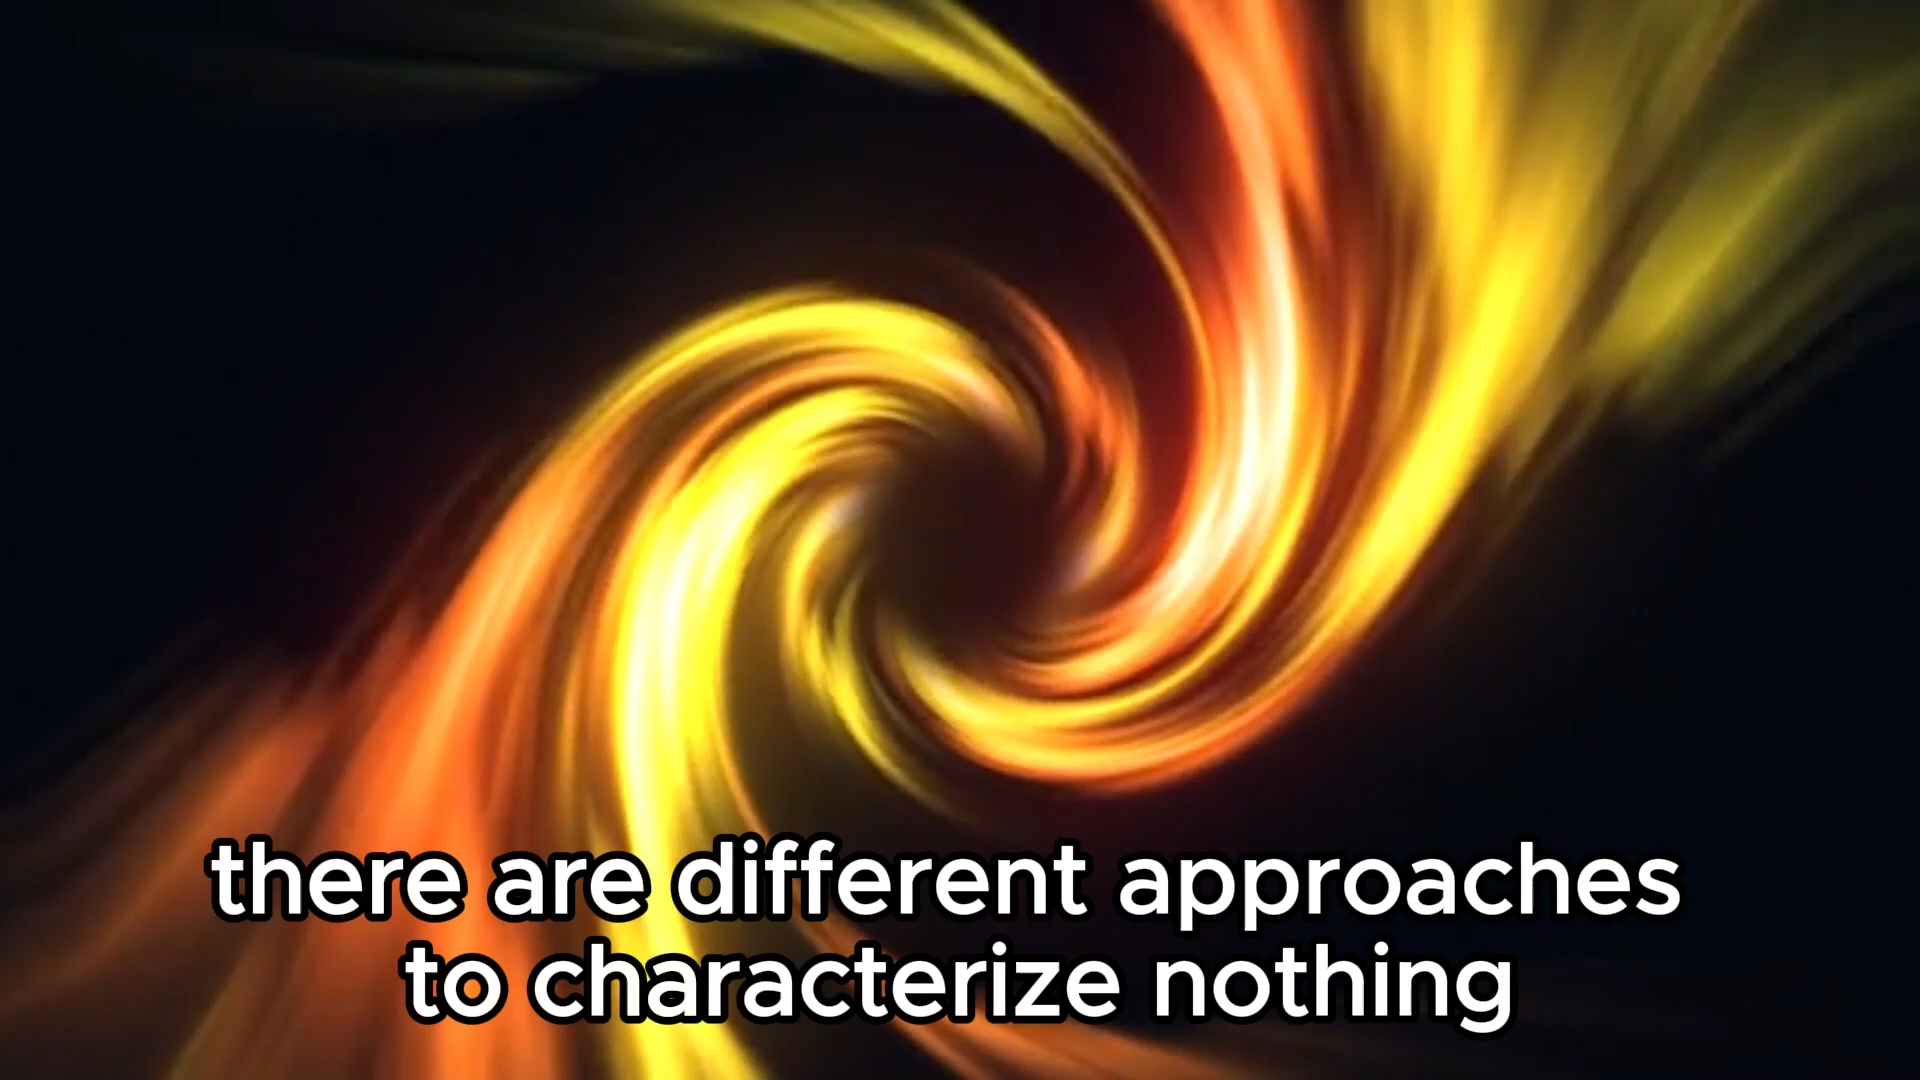 there are different approaches
to characterize nothing